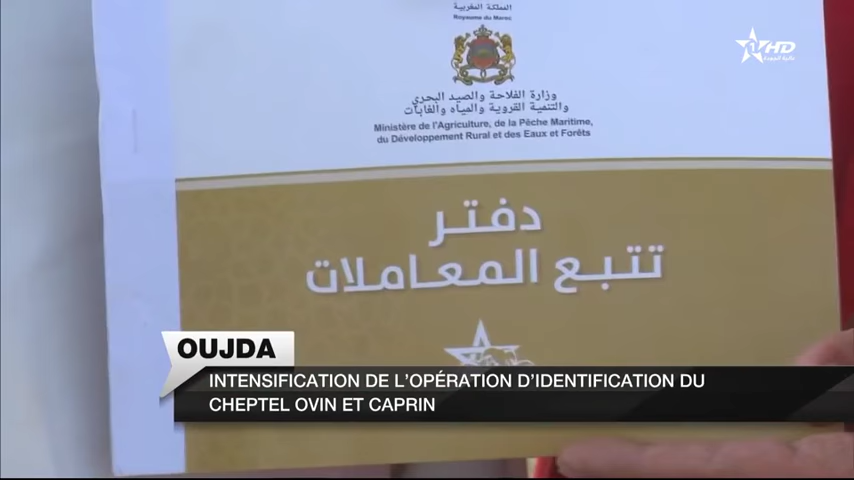 المملكة المغربية
Royaume du Maroc
وزارة الفلاحة والصيد البحري
والتنمية القروية والمياه والغابات
Ministère de l'Agriculture, de la Pêche Maritime,
du Développement Rural et des Eaux et Forêts
HD
عالية الجودة
دفتر
تتبع المعاملات
OUJDA
INTENSIFICATION DE L'OPÉRATION D'IDENTIFICATION DU
CHEPTEL OVIN ET CAPRIN